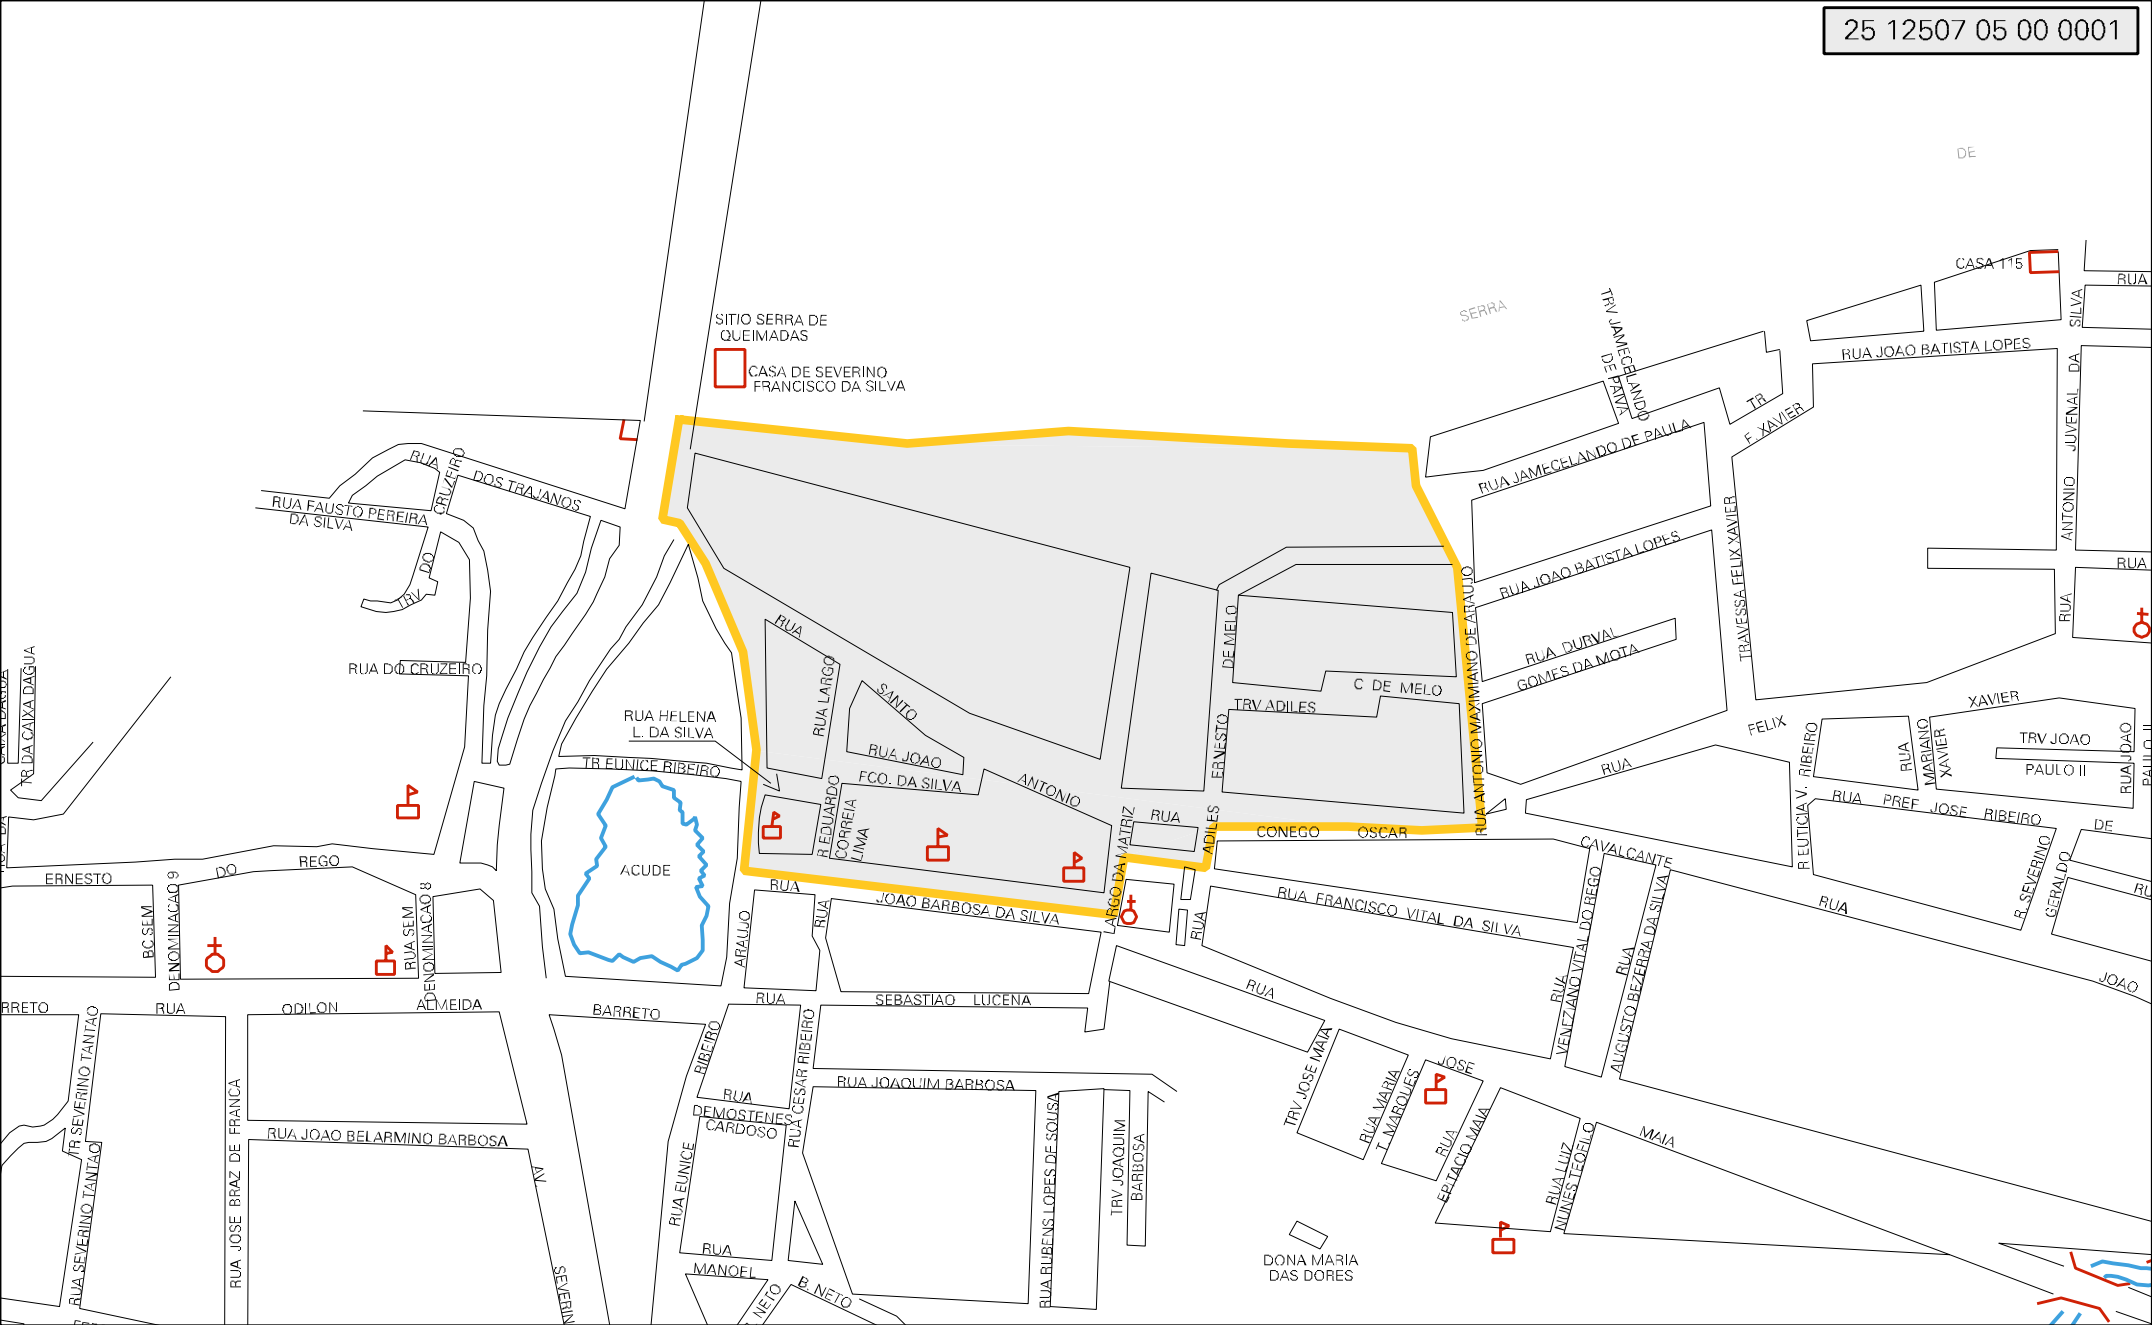 25 12507 05 00 0001
DE
CASA 115
RUA
SILVA
SITIO SERRA DE
QUEIMADAS
SERRA
TRV JAMECELANDO
DE PAIVA
RUA JOAO BATISTA LOPES
CASA DE SEVERINO
FRANCISCO DA SILVA
TR
F. XAVIER
DA
JUVENAL
ANTONIO
RUA
RUA JAMECELANDO DE PAULA
RUA
CRUZEIRO
DOS TRAJANOS
RUA FAUSTO PEREIRA
DA SILVA
DO
TRV
RUA JOAO BATISTA LOPES
TRAVESSA FELIX XAVIER
RUA
RUA ANTONIO MAXIMIANO DE ARAUJO
RUA
DE MELO
RUA DURVAL
GOMES DA MOTA
RUA DO CRUZEIRO
TR DA CAIXA DAGUA
RUA LARGO
SANTO
C DE MELO
TRV ADILES
RUA HELENA
L. DA SILVA
ERNESTO
XAVIER
FELIX
RUA JOAO
TR EUNICE RIBEIRO
FCO. DA SILVA
ANTONIO
RUA
R EUTICIA V. RIBEIRO
RUA
MARIANO
XAVIER
TRV JOAO
PAULO II
RUA JOAO
PAULO II
RUA PREF JOSE RIBEIRO
DE
R EDUARDO
CORREIA
LIMA
LARGO DA MATRIZ
RUA
ADILES
CONEGO OSCAR
CAVALCANTE
ACUDE
ERNESTO
DO
REGO
RUA
JOAO BARBOSA DA SILVA
RUA FRANCISCO VITAL DA SILVA
RUA
R. SEVERINO
GERALDO
RU
BC SEM
DENOMINACAO 9
RUA SEM
DENOMINACAO 8
ARAUJO
RUA
RUA
RUA
VENEZIANO VITAL DO REGO
RUA
AUGUSTO BEZERRA DA SILVA
JOAO
RRETO
RUA
ODILON
ALMEIDA
BARRETO
RUA
SEBASTIAO LUCENA
RUA
TR SEVERINO TANTAO
RIBEIRO
RUA CESAR RIBEIRO
TRV JOSE MAIA
RUA MARIA
T. MARQUES
JOSE
RUA
EPITACIO MAIA
RUA JOAQUIM BARBOSA
RUA
DEMOSTENES
CARDOSO
RUA JOAO BELARMINO BARBOSA
RUA JOSE BRAZ DE FRANCA
RUA SEVERINO TANTAO
AV.
SEVERIN
RUA EUNICE
RUA RUBENS LOPES DE SOUSA
TRV JOAQUIM
BARBOSA
RUA LUIZ
NUNES TEOFILO
MAIA
RUA
MANOEL
B. NETO
NETO
DONA MARIA
DAS DORES